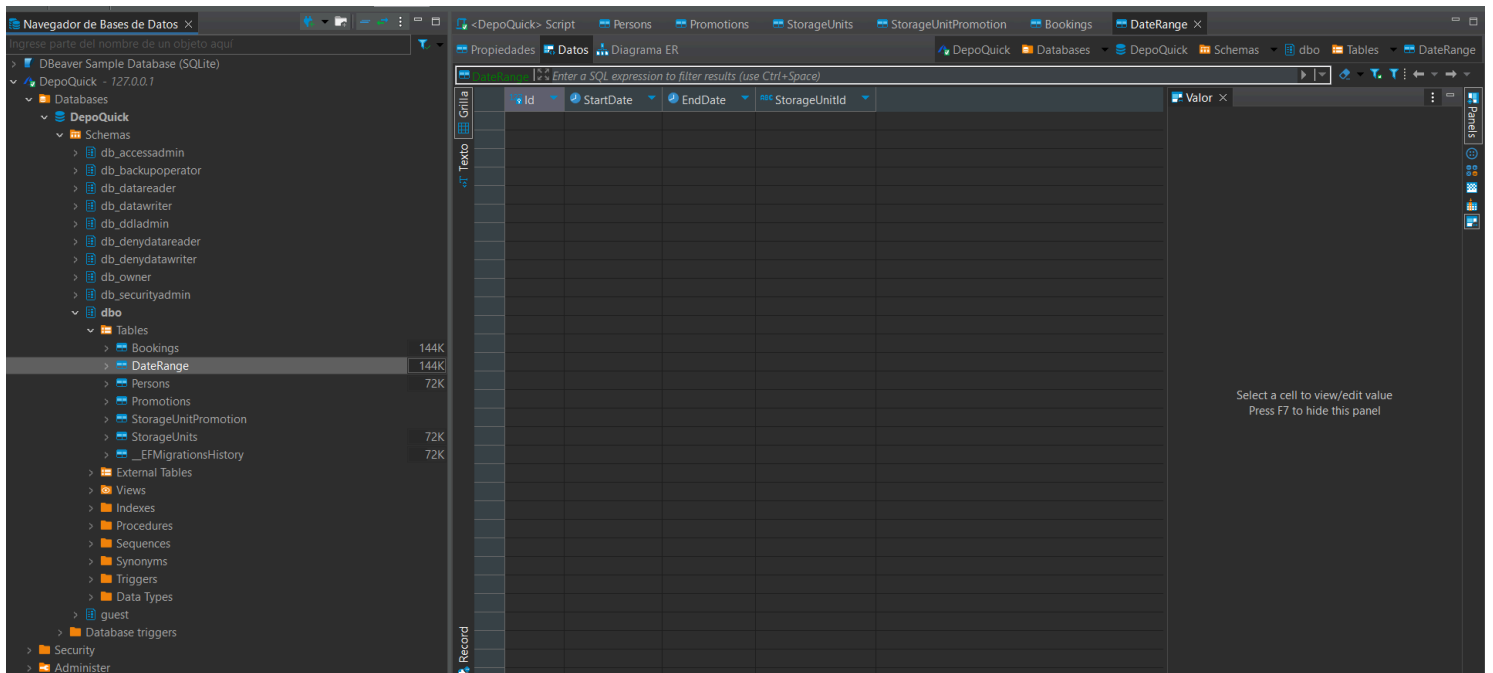 Navegador de Bases de Datos
Ingrese parte del nombre de un objeto aquí
DBeaver Sample Database (SQLite)
DepoQuick - 127.0.0.1
Databases
DepoQuick
Schemas
db_accessadmin
db_backupoperator
db_datareader
db_datawriter
db_ddladmin
db_denydatareader
db_denydatawriter
db_owner
db_securityadmin
dbo
Tables
Bookings 144K
DateRange 144K
Persons 72K
Promotions
StorageUnitPromotion
StorageUnits 72K
__EFMigrationsHistory 72K
External Tables
Views
Indexes
Procedures
Sequences
Synonyms
Triggers
Data Types
guest
Database triggers
Security
Administer
<DepoQuick> Script Persons Promotions StorageUnits StorageUnitPromotion Bookings DateRange
Propiedades Datos Diagrama ER DepoQuick Databases DepoQuick Schemas dbo Tables DateRange
DateRange Enter a SQL expression to filter results (use Ctrl+Space)
Grilla
Texto
Record
Id StartDate EndDate ABC StorageUnitId
Valor
Select a cell to view/edit value
Press F7 to hide this panel
Panels